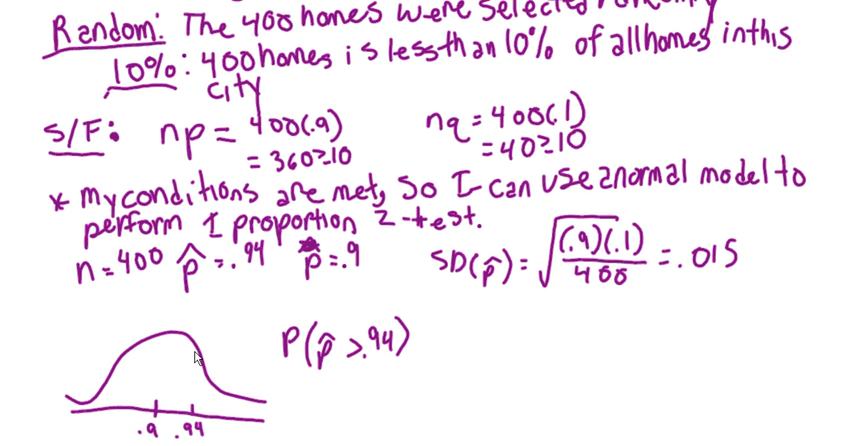 Random: The 400 homes were selected
10%: 400 homes is less than 10% of all homes in this
city
S/F: np = 400(.9) nq = 400(.1)
= 360≥10 = 40≥10
* My conditions are met, so I can use a normal model to
perform 1 proportion z-test.
n=400 p̂=.94 p=.9 SD(p̂)=√((.9)(.1)/400)=.015
P(p̂ >.94)
.9 .94